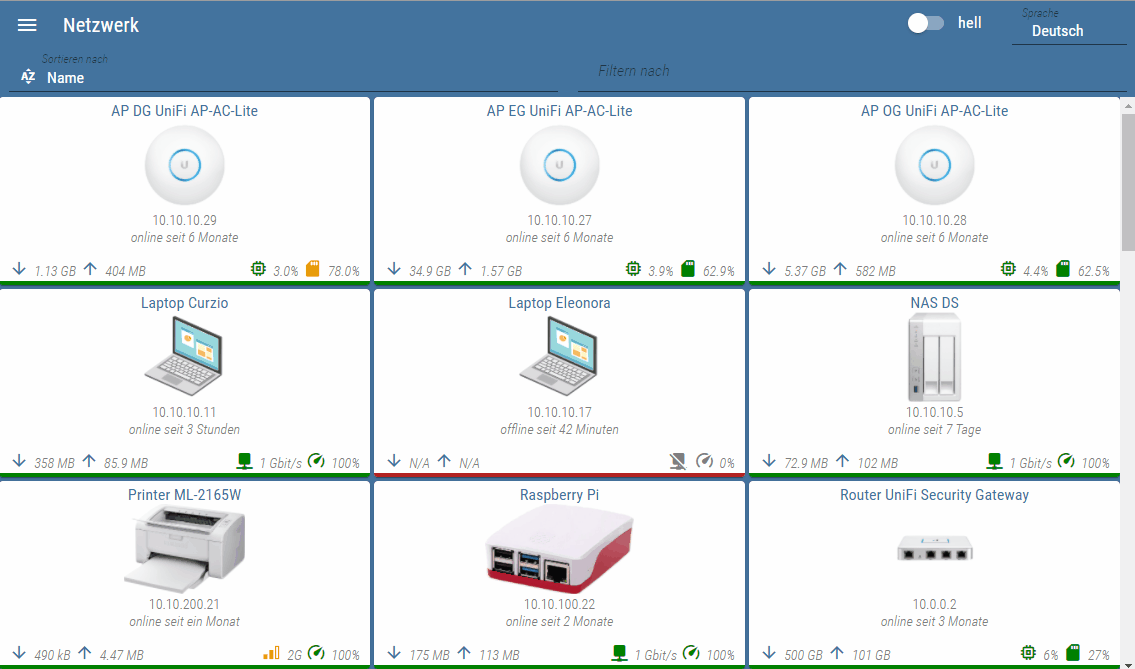 Netzwerk
hell
Sprache
Deutsch
Sortieren nach
Name
Filtern nach
AP DG UniFi AP-AC-Lite
10.10.10.29
online seit 6 Monate
1.13 GB 404 MB 3.0% 78.0%
AP EG UniFi AP-AC-Lite
10.10.10.27
online seit 6 Monate
34.9 GB 1.57 GB 3.9% 62.9%
AP OG UniFi AP-AC-Lite
10.10.10.28
online seit 6 Monate
5.37 GB 582 MB 4.4% 62.5%
Laptop Curzio
10.10.10.11
online seit 3 Stunden
358 MB 85.9 MB 1 Gbit/s 100%
Laptop Eleonora
10.10.10.17
offline seit 42 Minuten
N/A N/A 0%
NAS DS
10.10.10.5
online seit 7 Tage
72.9 MB 102 MB 1 Gbit/s 100%
Printer ML-2165W
10.10.200.21
online seit ein Monat
490 kB 4.47 MB 2G 100%
Raspberry Pi
10.10.100.22
online seit 2 Monate
175 MB 113 MB 1 Gbit/s 100%
Router UniFi Security Gateway
10.0.0.2
online seit 3 Monate
500 GB 101 GB 6% 27%